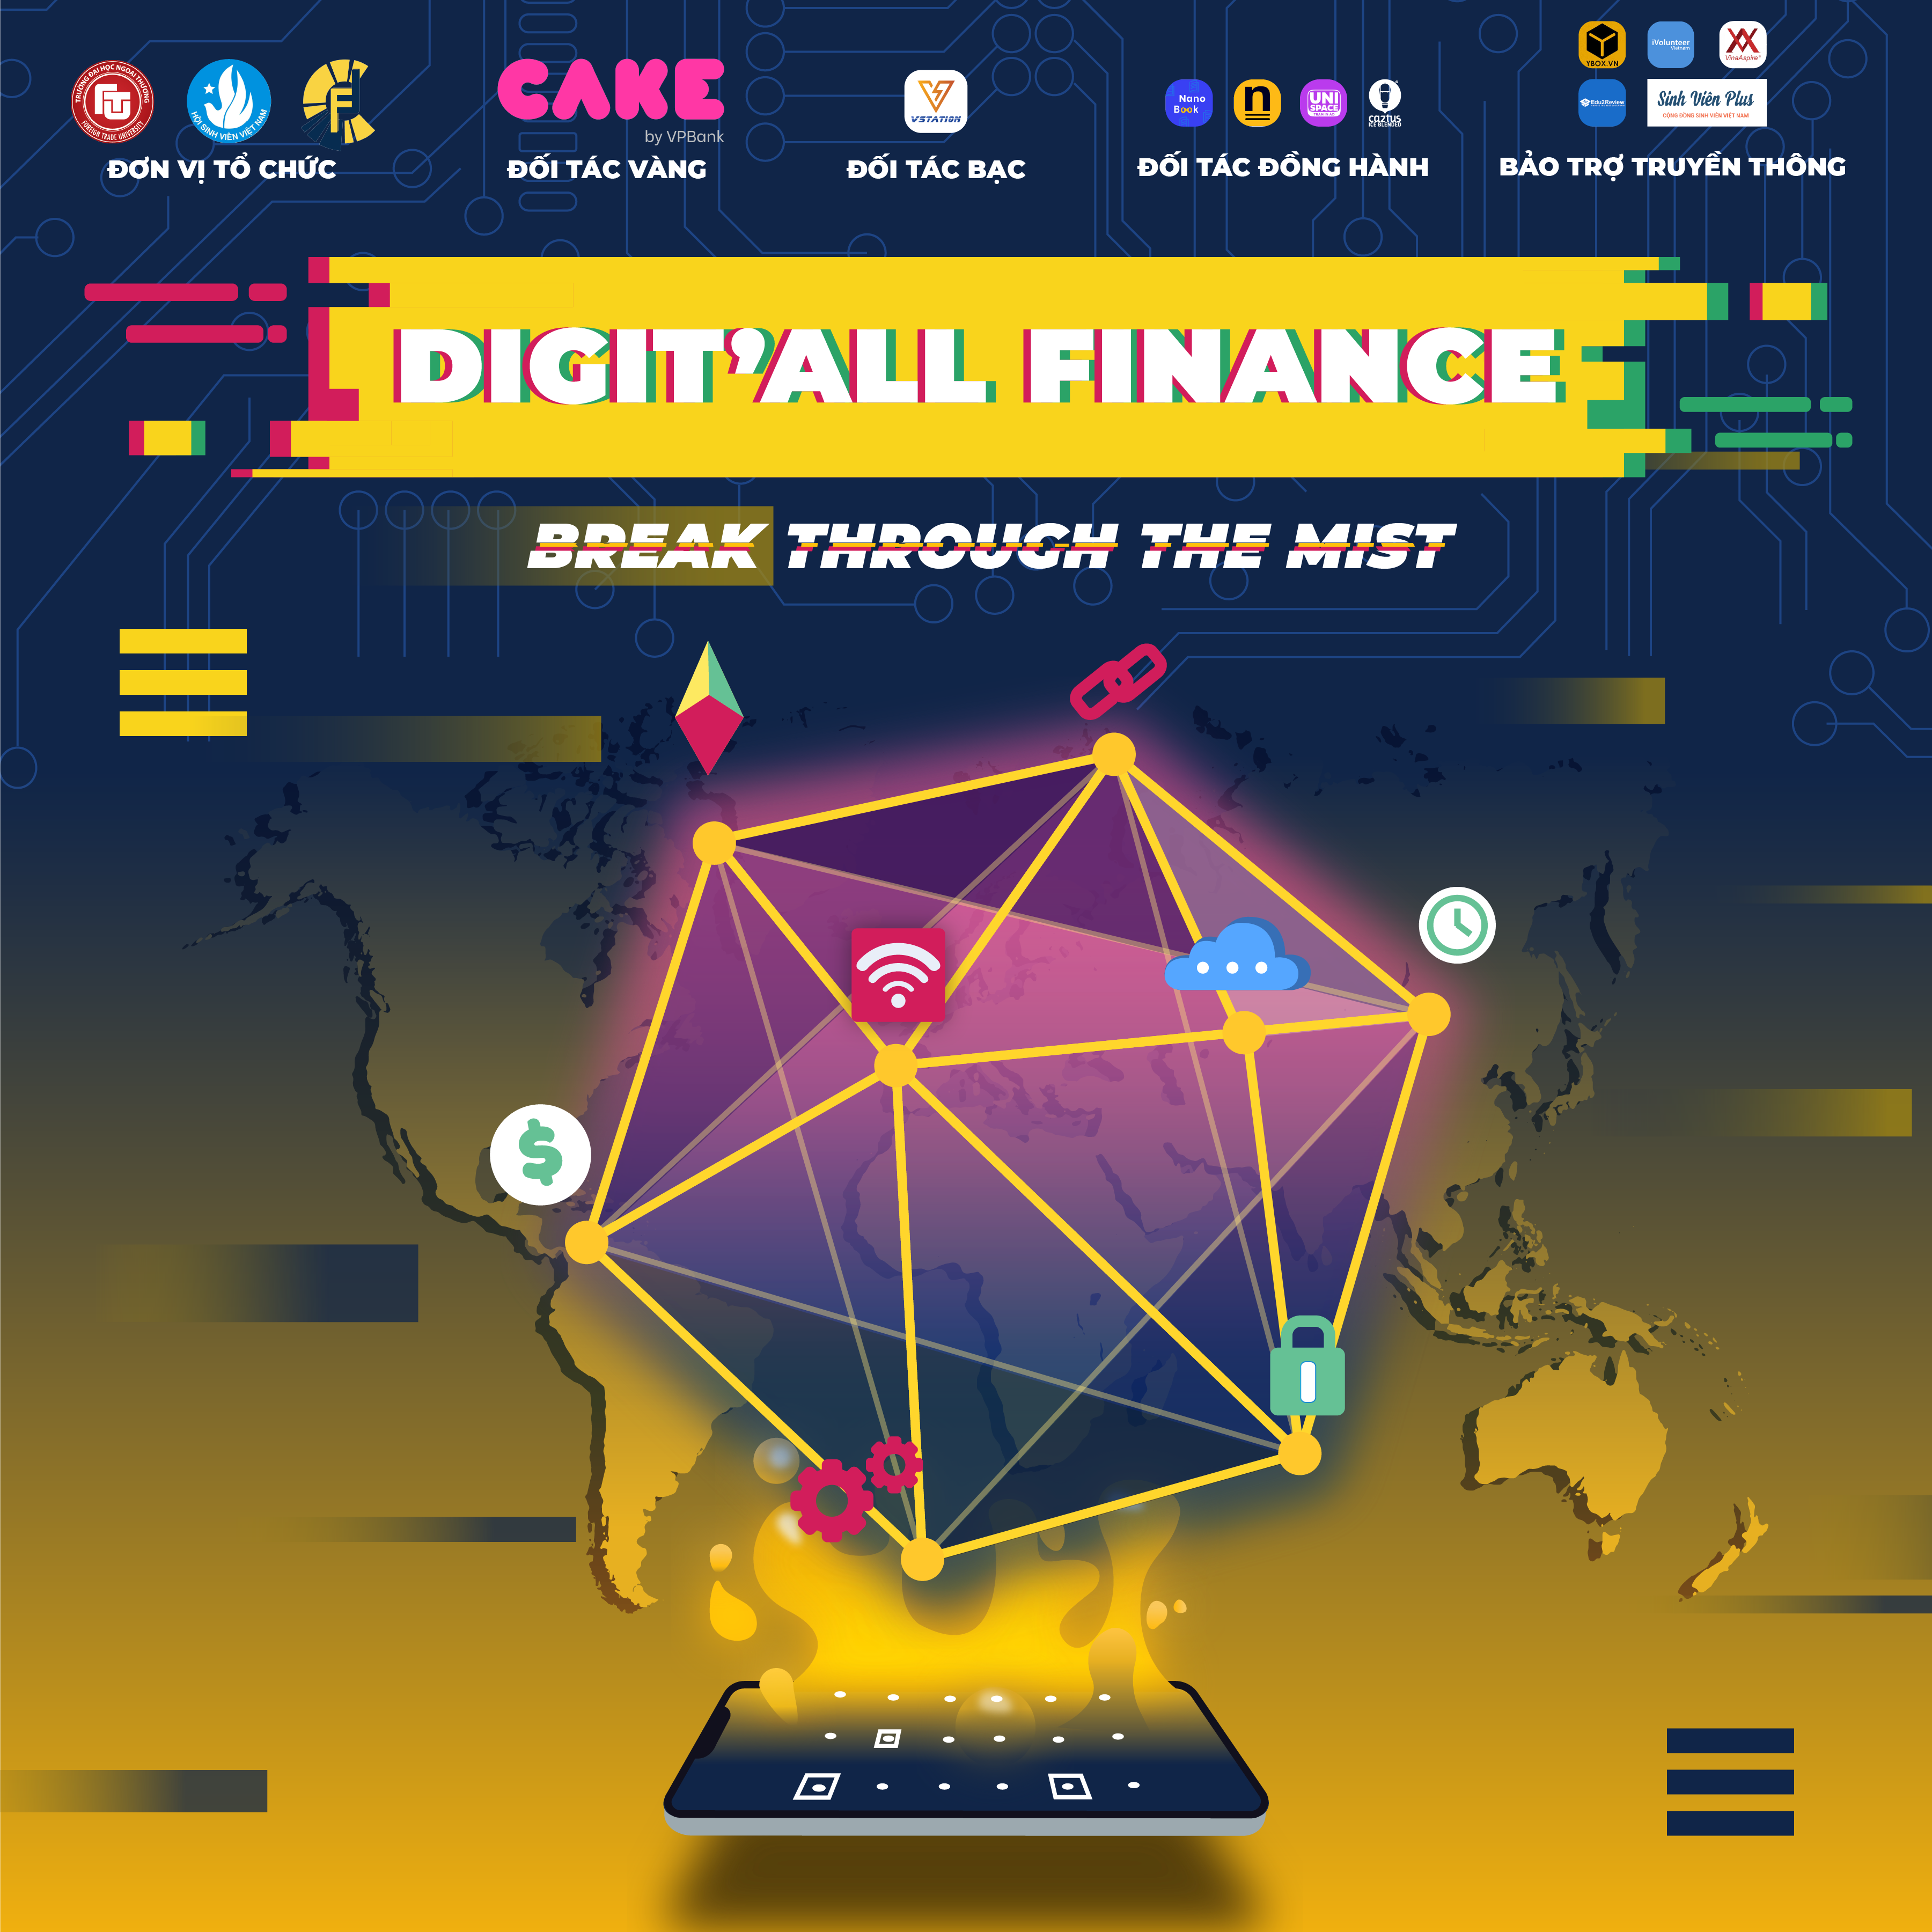 TRƯỜNG ĐẠI HỌC NGOẠI THƯƠNG
FOREIGN TRADE UNIVERSITY
HỘI SINH VIÊN VIỆT NAM
F
ĐƠN VỊ TỔ CHỨC
CAKE
by VPBank
ĐỐI TÁC VÀNG
VSTATION
ĐỐI TÁC BẠC
Nano
Book
n
UNI
SPACE
caztus
ICE BLENDED
ĐỐI TÁC ĐỒNG HÀNH
YBOX.VN
iVolunteer
Vietnam
VinaAspire
Edu2Review
Sinh Viên Plus
CỘNG ĐỒNG SINH VIÊN VIỆT NAM
BẢO TRỢ TRUYỀN THÔNG
DIGIT'ALL FINANCE
BREAK THROUGH THE MIST
$